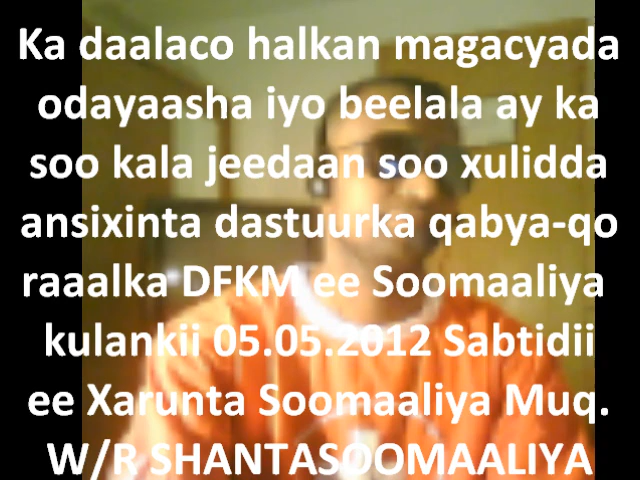 Ka daalaco halkan magacyada
odayaasha iyo beelala ay ka
soo kala jeedaan soo xulidda
ansixinta dastuurka qabya-qo
raaalka DFKM ee Soomaaliya
kulankii 05.05.2012 Sabtidii
ee Xarunta Soomaaliya Muq.
W/R SHANTASOOMAALIYA